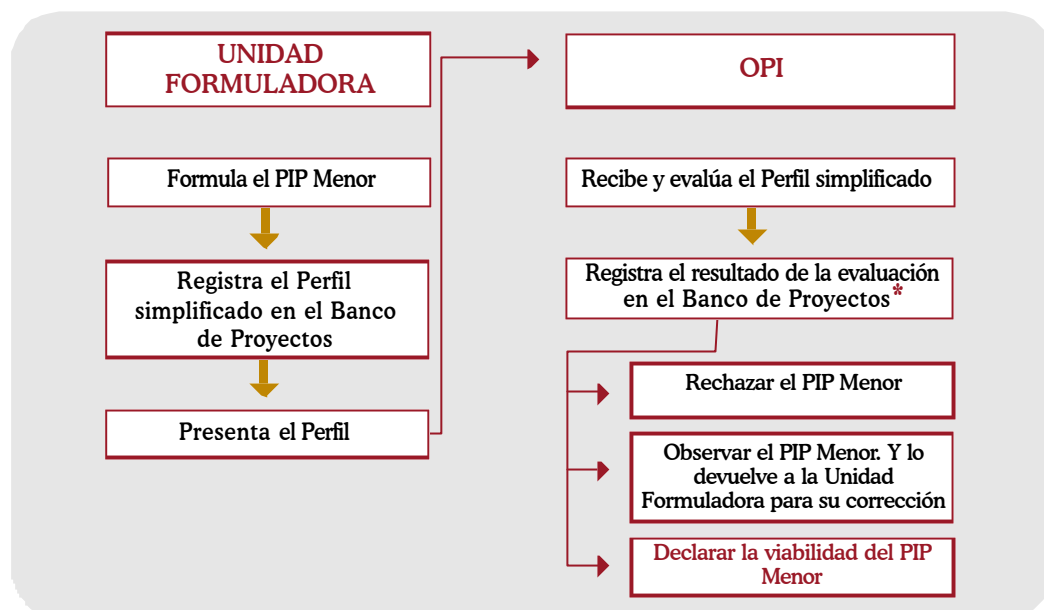 UNIDAD
FORMULADORA
Formula el PIP Menor
Registra el Perfil
simplificado en el Banco
de Proyectos
Presenta el Perfil
OPI
Recibe y evalúa el Perfil simplificado
Registra el resultado de la evaluación
en el Banco de Proyectos*
Rechazar el PIP Menor
Observar el PIP Menor. Y lo
devuelve a la Unidad
Formuladora para su corrección
Declarar la viabilidad del PIP
Menor